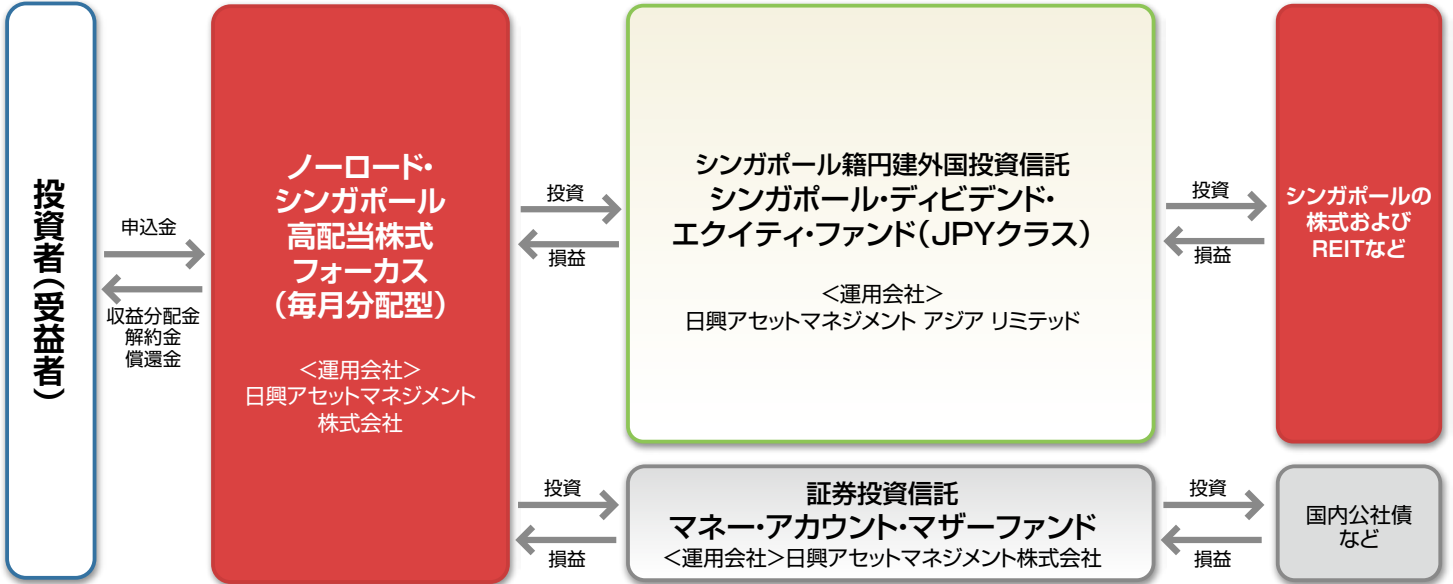 投資者(受益者)
申込金
収益分配金
解約金
償還金
ノーロード・
シンガポール
高配当株式
フォーカス
(毎月分配型)
<運用会社>
日興アセットマネジメント
株式会社
投資
損益
シンガポール籍円建外国投資信託
シンガポール・ディビデンド・
エクイティ・ファンド(JPYクラス)
<運用会社>
日興アセットマネジメント アジア リミテッド
投資
損益
シンガポールの
株式および
REITなど
投資
損益
証券投資信託
マネー・アカウント・マザーファンド
<運用会社>日興アセットマネジメント株式会社
投資
損益
国内公社債
など